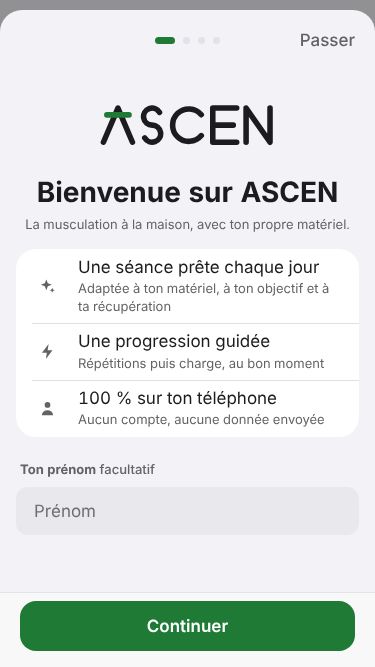 Passer
ASCEN
Bienvenue sur ASCEN
La musculation à la maison, avec ton propre matériel.
Une séance prête chaque jour
Adaptée à ton matériel, à ton objectif et à
ta récupération
Une progression guidée
Répétitions puis charge, au bon moment
100 % sur ton téléphone
Aucun compte, aucune donnée envoyée
Ton prénom facultatif
Prénom
Continuer